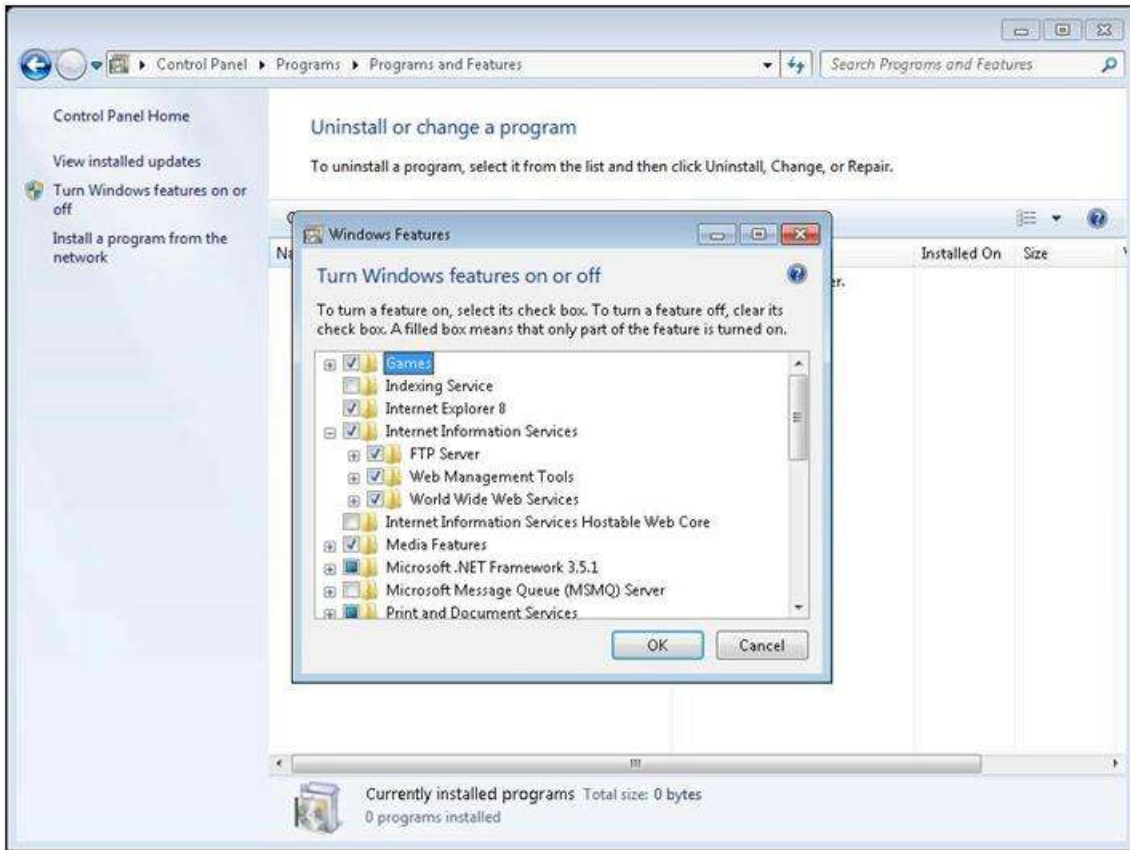 Control Panel Programs Programs and Features
Search Programs and Features
Control Panel Home
View installed updates
Turn Windows features on or
off
Install a program from the
network
Uninstall or change a program
To uninstall a program, select it from the list and then click Uninstall, Change, or Repair.
Installed On Size
Windows Features
Turn Windows features on or off
To turn a feature on, select its check box. To turn a feature off, clear its
check box. A filled box means that only part of the feature is turned on.
Games
Indexing Service
Internet Explorer 8
Internet Information Services
FTP Server
Web Management Tools
World Wide Web Services
Internet Information Services Hostable Web Core
Media Features
Microsoft .NET Framework 3.5.1
Microsoft Message Queue (MSMQ) Server
Print and Document Services
OK Cancel
Currently installed programs Total size: 0 bytes
0 programs installed